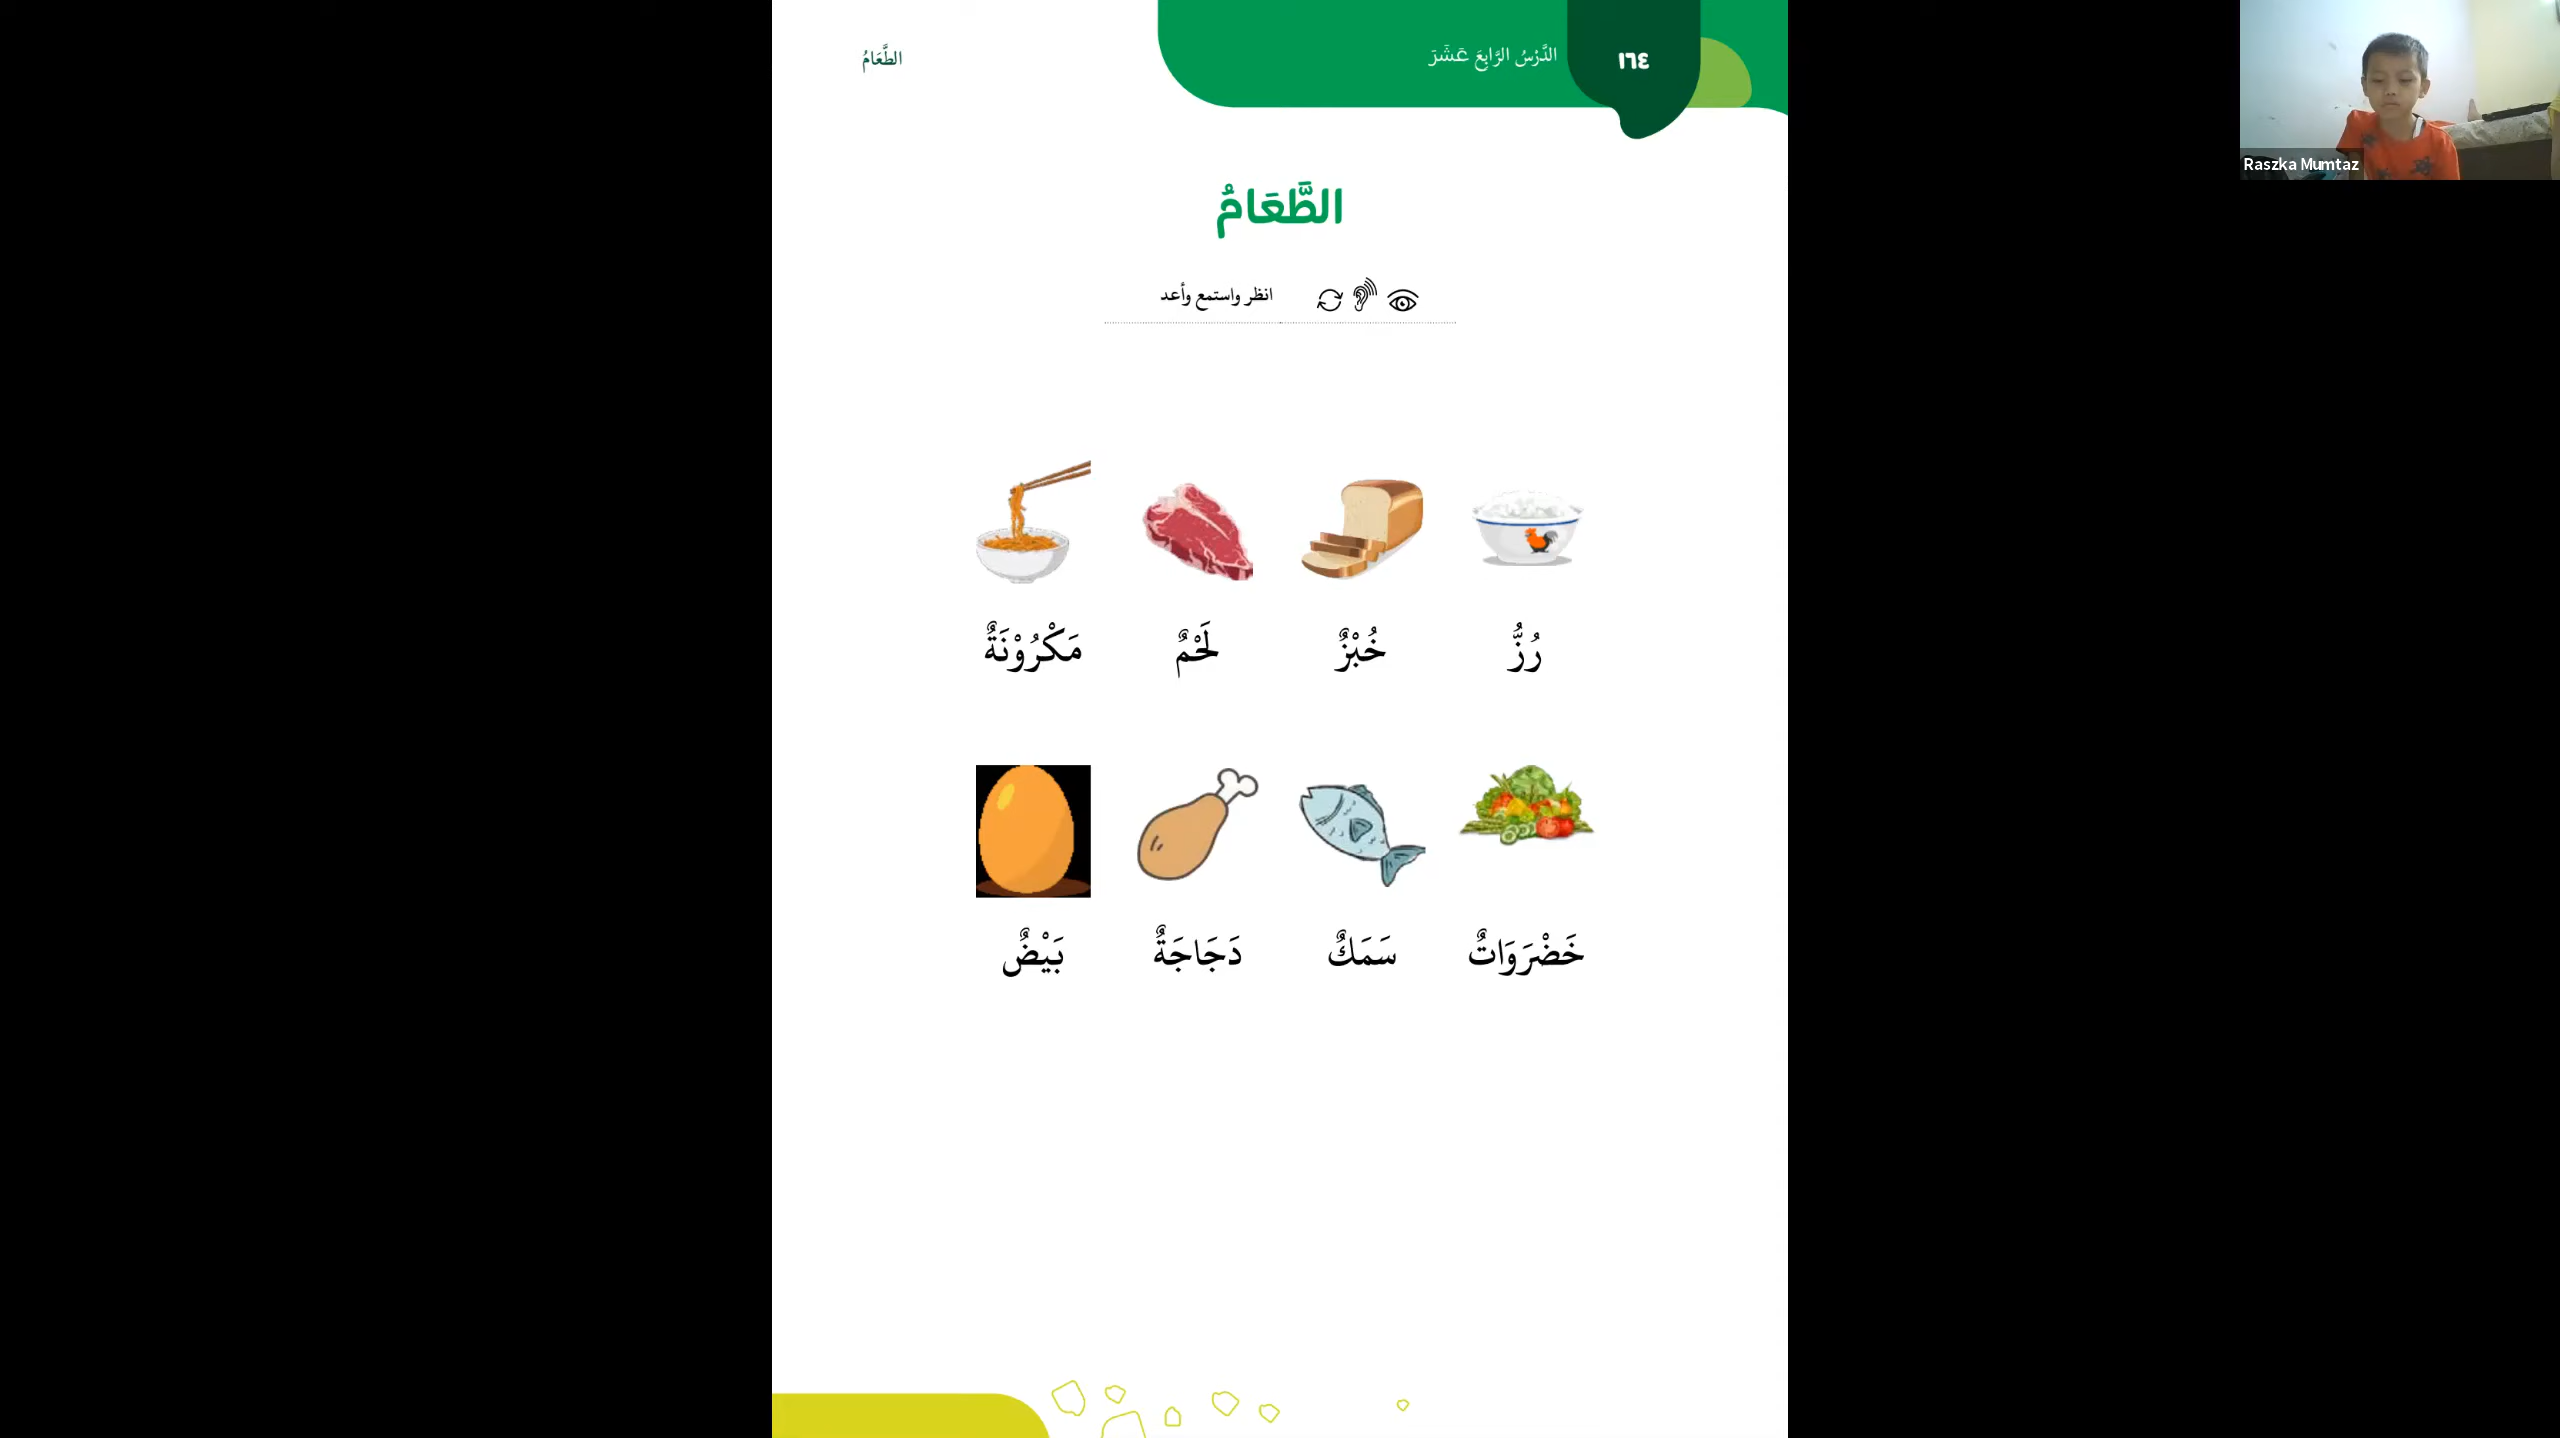 ١٦٤ الدَّرْسُ الرَّابِعَ عَشَرَ الطَّعَامُ
Raszka Mumtaz
الطَّعَامُ
انظر واستمع وأعد
رُزٌّ خُبْزٌ لَحْمٌ مَكْرُوْنَةٌ
خَضْرَوَاتٌ سَمَكٌ دَجَاجَةٌ بَيْضٌ